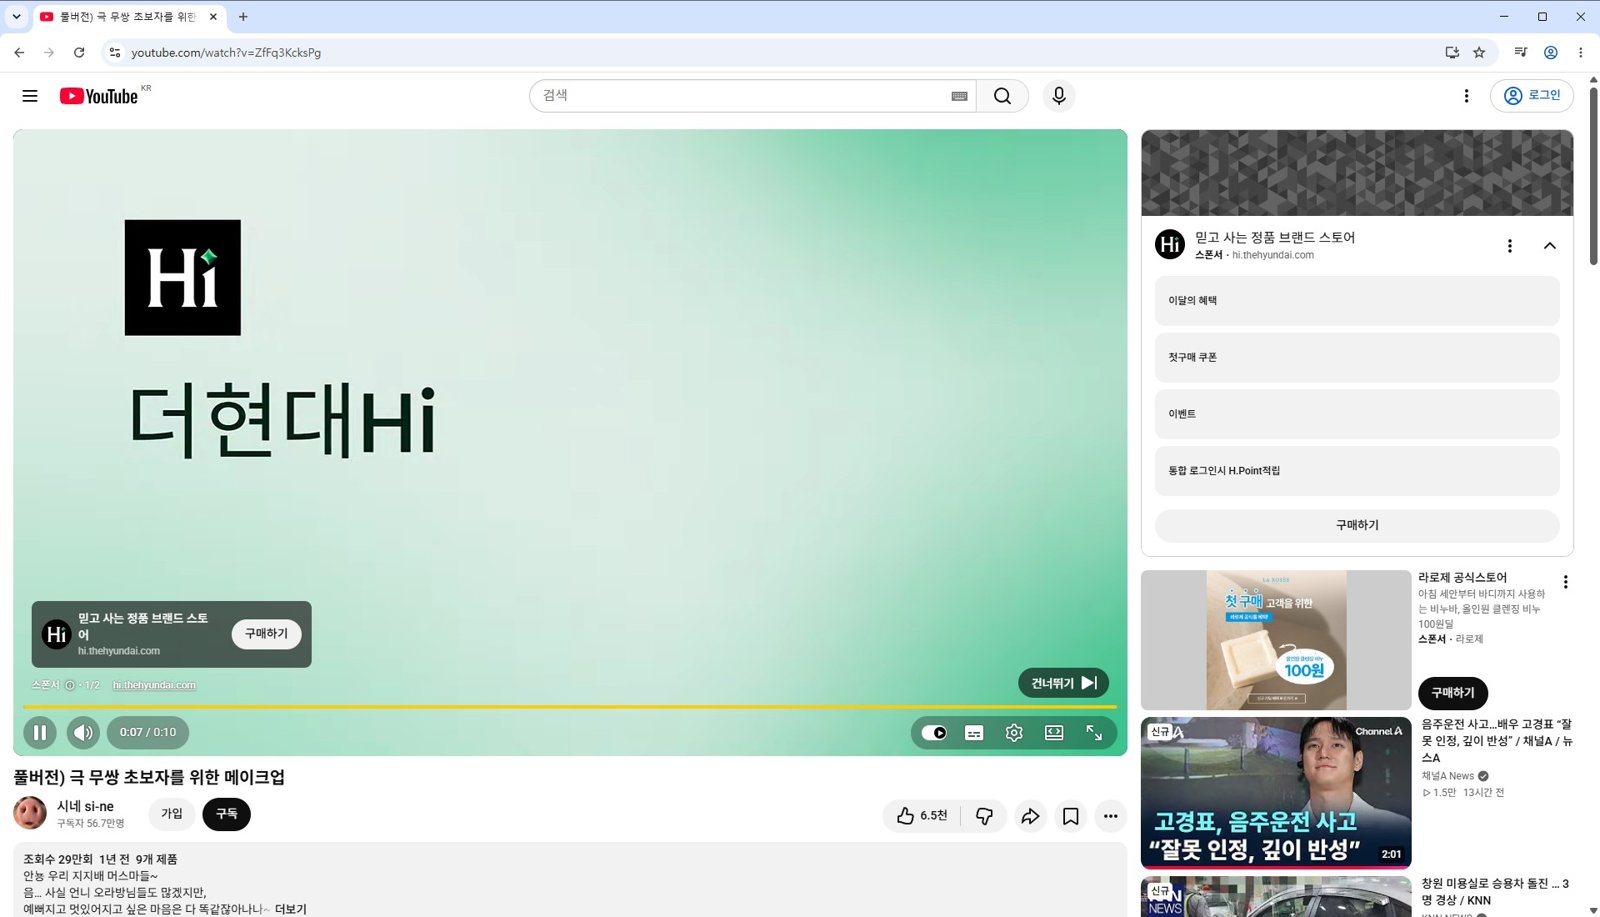 풀버전) 극 무쌍 초보자를 위한
youtube.com/watch?v=ZfFq3KcksPg
YouTube KR
검색
로그인
Hi
더현대Hi
Hi
믿고 사는 정품 브랜드 스토
어
hi.thehyundai.com
구매하기
스폰서 · 1/2 hi.thehyundai.com
건너뛰기
0:07 / 0:10
풀버전) 극 무쌍 초보자를 위한 메이크업
시네 si-ne
구독자 56.7만명
가입
구독
6.5천
조회수 29만회 1년 전 9개 제품
안뇽 우리 지지배 머스마들~
음... 사실 언니 오라방님들도 많겠지만,
예뻐지고 멋있어지고 싶은 마음은 다 똑같잖아나나~ 더보기
Hi
믿고 사는 정품 브랜드 스토어
스폰서 · hi.thehyundai.com
이달의 혜택
첫구매 쿠폰
이벤트
통합 로그인시 H.Point적립
구매하기
첫 구매 고객을 위한
100원
라로제 공식스토어
아침 세안부터 바디까지 사용하
는 비누바, 올인원 클렌징 비누
100원딜
스폰서 · 라로제
구매하기
신규
Channel A
고경표, 음주운전 사고
“잘못 인정, 깊이 반성”
2:01
음주운전 사고…배우 고경표 “잘
못 인정, 깊이 반성” / 채널A / 뉴
스A
채널A News
1.5만 13시간 전
신규
NEWS
창원 미용실로 승용차 돌진 … 3
명 경상 / KNN